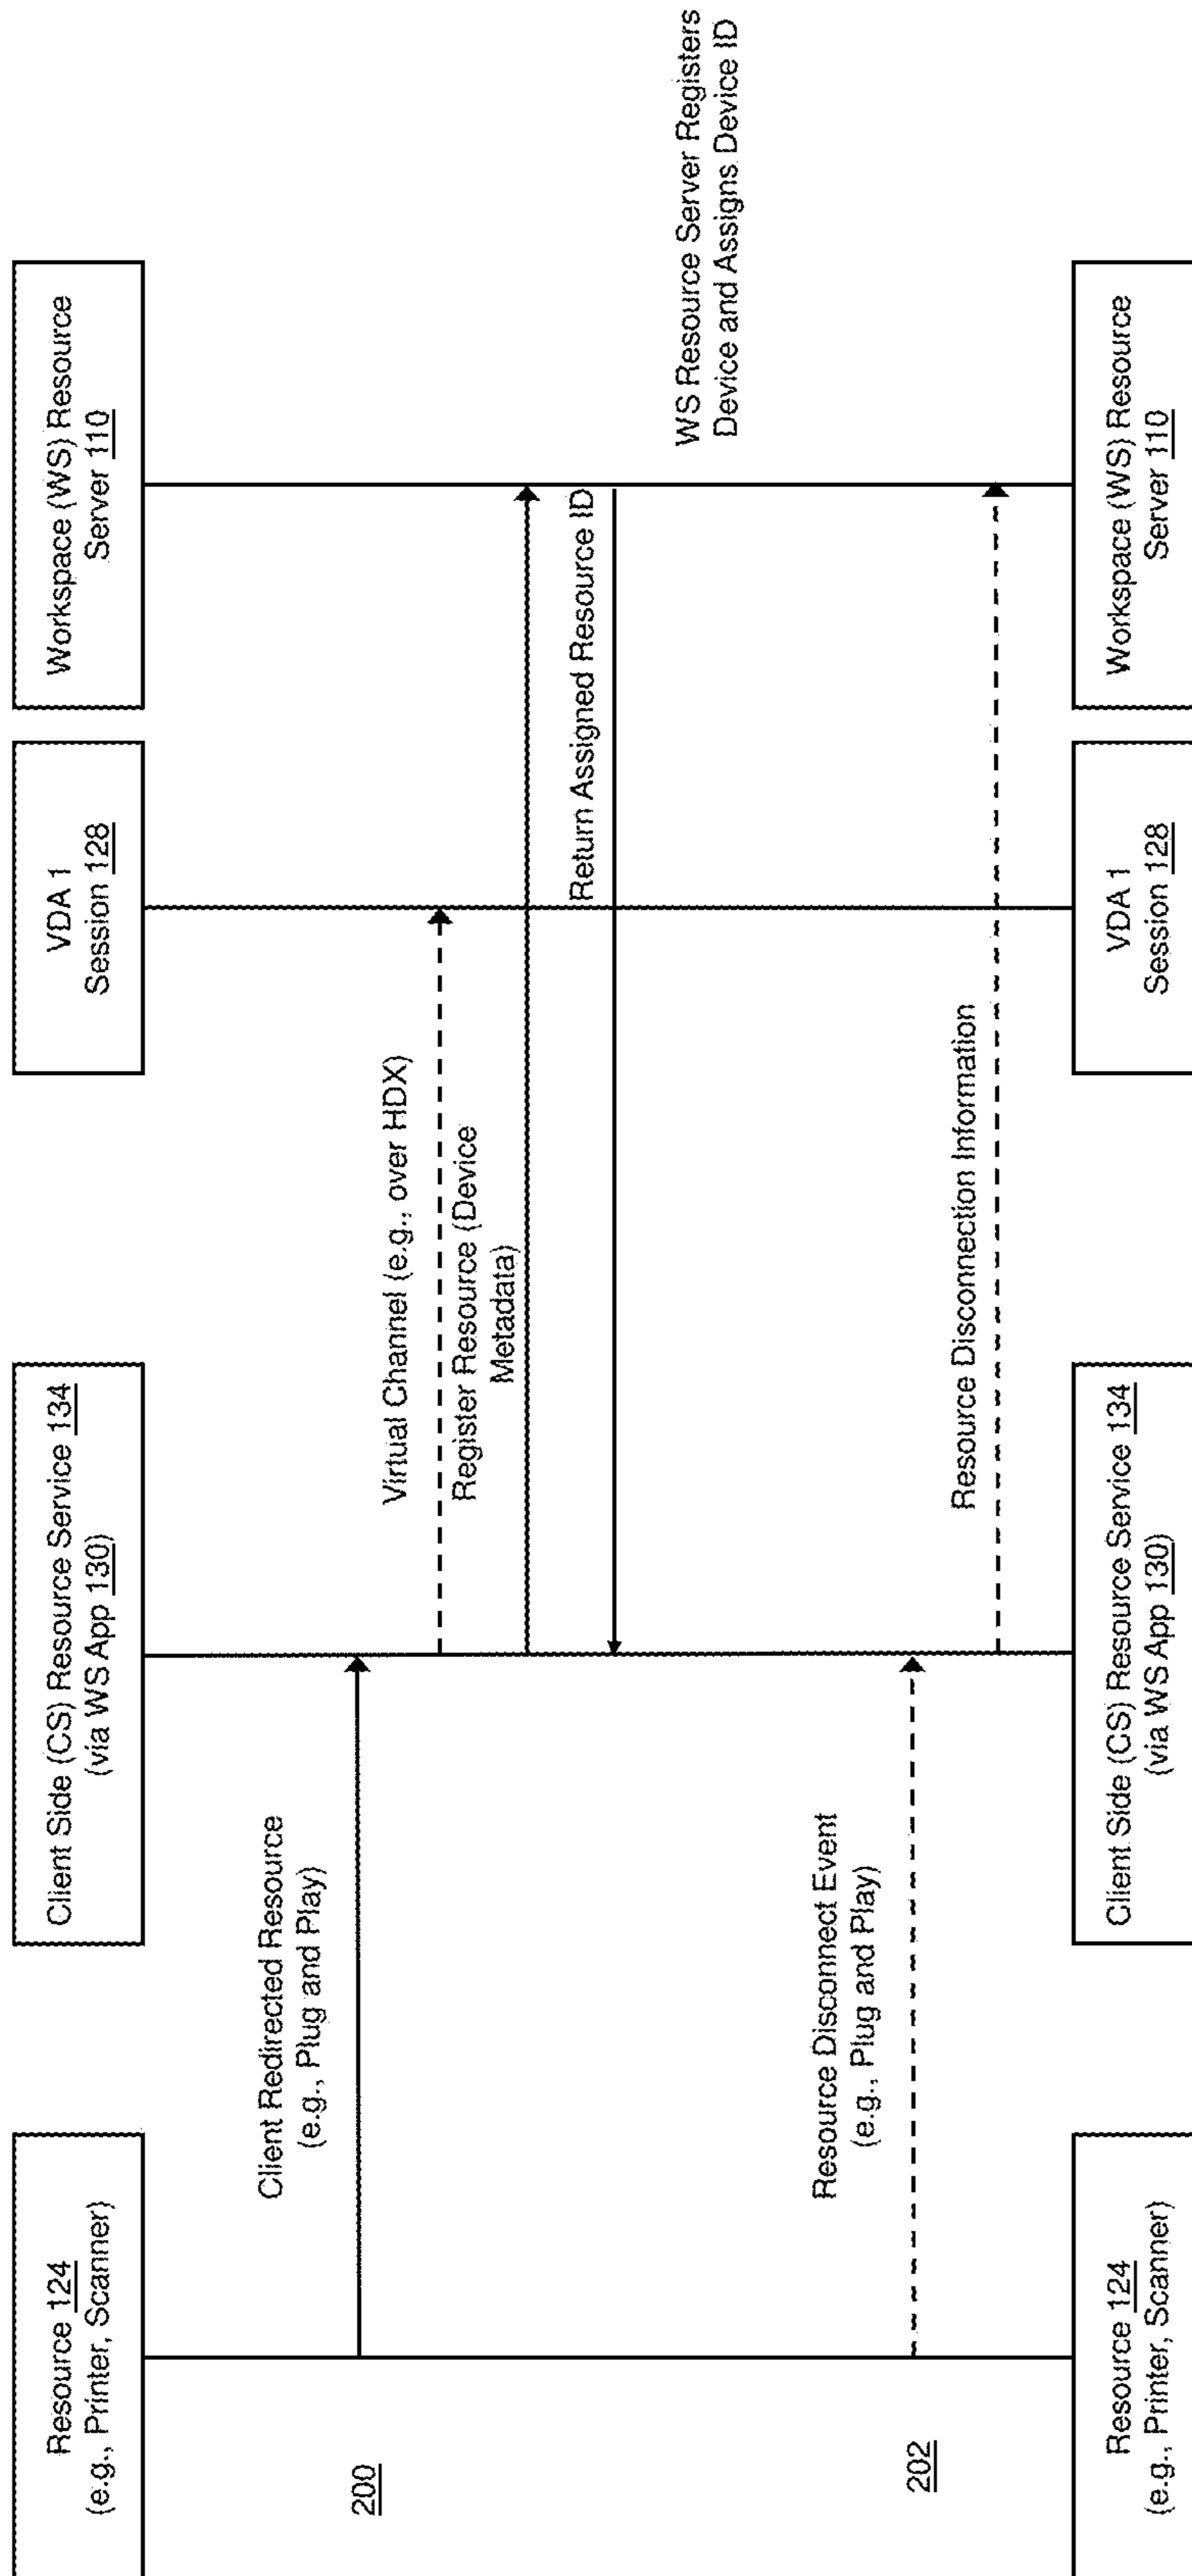 Resource 124
(e.g., Printer, Scanner)
Client Side (CS) Resource Service 134
(via WS App 130)
VDA 1
Session 128
Workspace (WS) Resource
Server 110
200
Client Redirected Resource
(e.g., Plug and Play)
Virtual Channel (e.g., over HDX)
Register Resource (Device
Metadata)
Return Assigned Resource ID
WS Resource Server Registers
Device and Assigns Device ID
202
Resource Disconnect Event
(e.g., Plug and Play)
Resource Disconnection Information
Resource 124
(e.g., Printer, Scanner)
Client Side (CS) Resource Service 134
(via WS App 130)
VDA 1
Session 128
Workspace (WS) Resource
Server 110